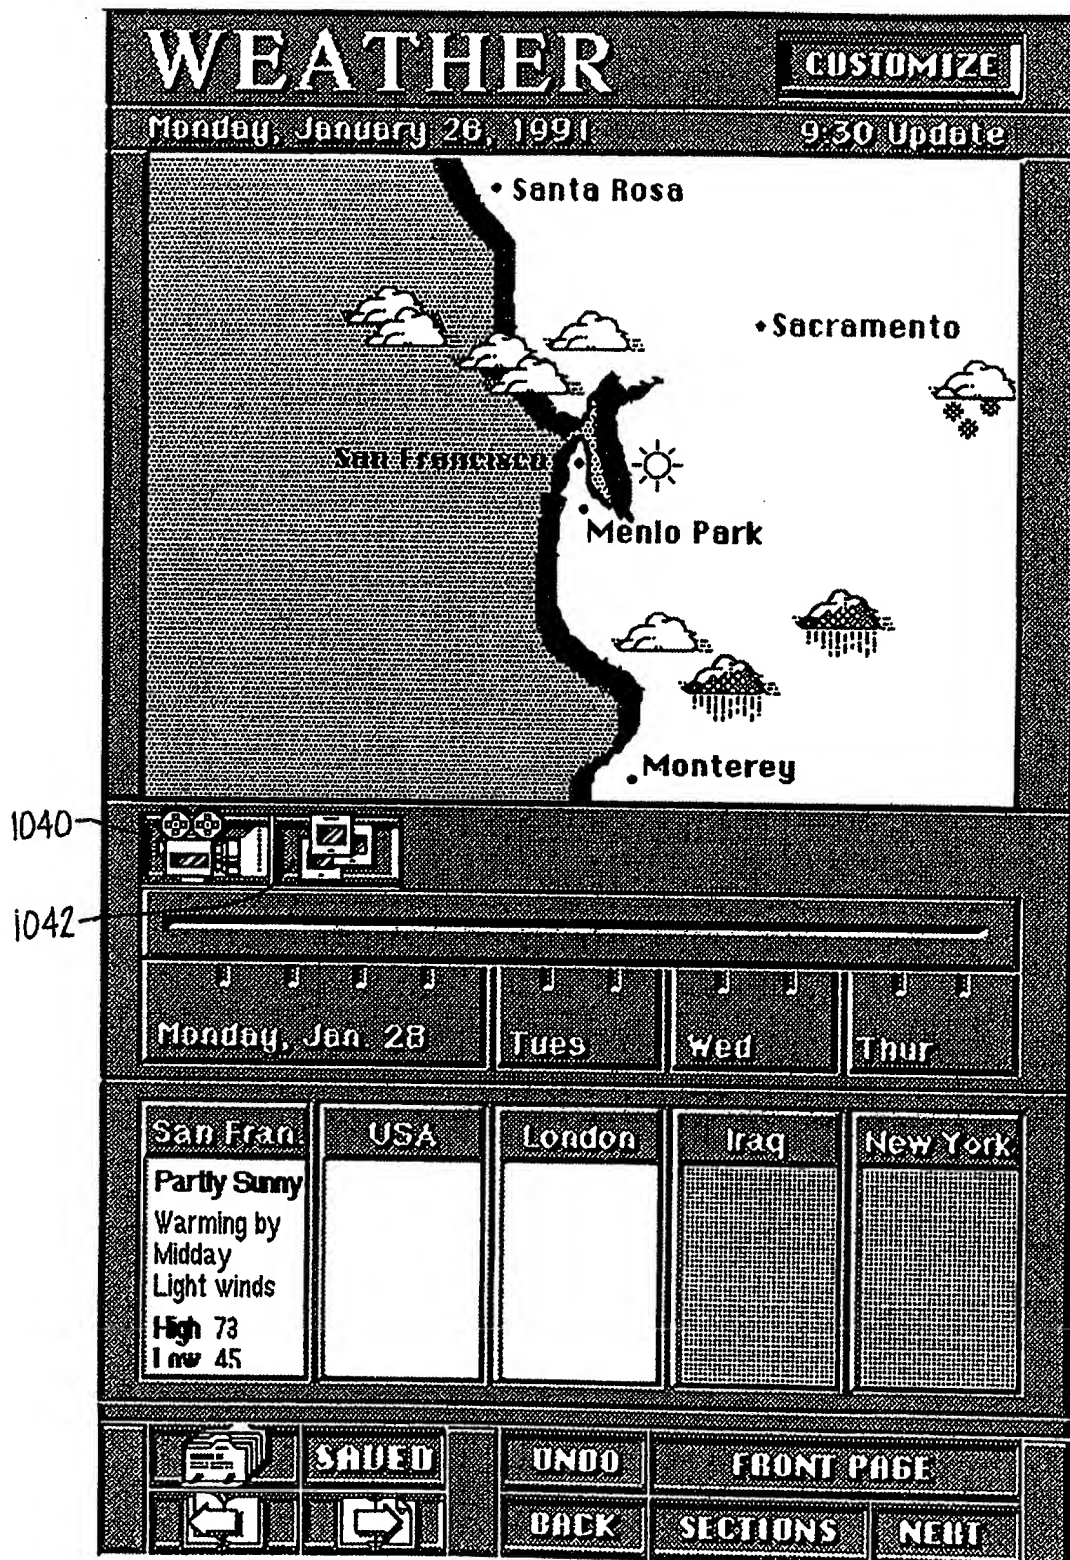 WEATHER
CUSTOMIZE
Monday, January 26, 1991
9:30 Update
Santa Rosa
Sacramento
San Francisco
Menlo Park
Monterey
1040
1042
Monday, Jan. 28
Tues
Wed
Thur
San Fran.
USA
London
Iraq
New York
Partly Sunny
Warming by
Midday
Light winds
High 73
Low 45
SAVED
UNDO
FRONT PAGE
BACK
SECTIONS
NEXT